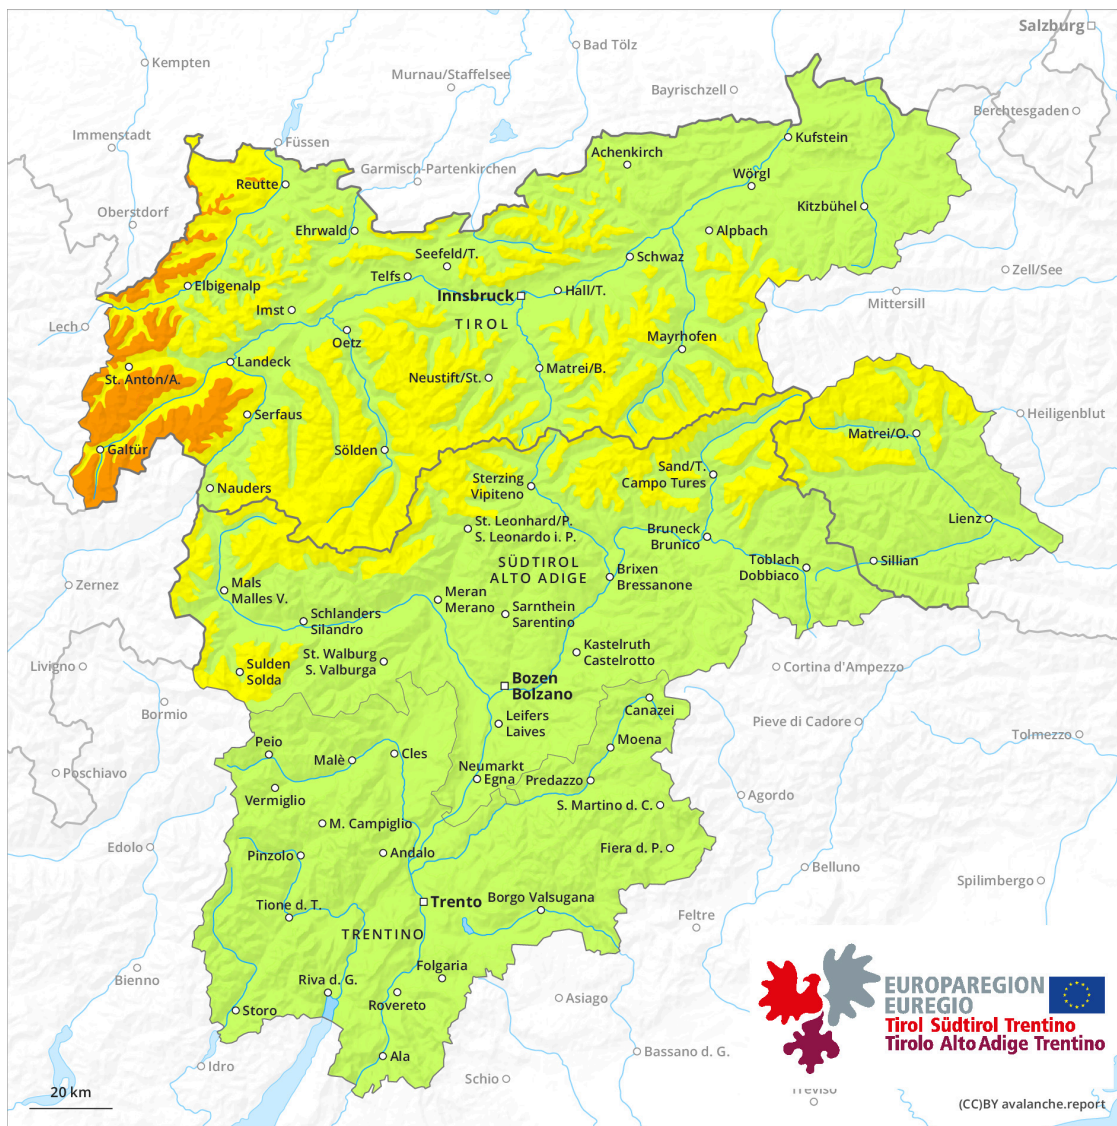 Salzburg
Bad Tölz
Kempten
Murnau/Staffelsee
Bayrischzell
Berchtesgaden
Immenstadt
Füssen
Kufstein
Achenkirch
Garmisch-Partenkirchen
Wörgl
Reutte
Oberstdorf
Kitzbühel
Ehrwald
Alpbach
Seefeld/T.
Schwaz
Zell/See
Telfs
Elbigenalp
Innsbruck
Hall/T.
Mittersill
Imst
TIROL
Lech
Oetz
Mayrhofen
Landeck
St. Anton/A.
Neustift/St.
Matrei/B.
Serfaus
Heiligenblut
Matrei/O.
Galtür
Sölden
Sand/T.
Campo Tures
Sterzing
Vipiteno
Nauders
Lienz
St. Leonhard/P.
S. Leonardo i. P.
Bruneck
Brunico
SÜDTIROL
ALTO ADIGE
Toblach
Dobbiaco
Sillian
Brixen
Bressanone
Zernez
Mals
Malles V.
Meran
Merano
Schlanders
Silandro
Sarnthein
Sarentino
Kastelruth
Castelrotto
St. Walburg
S. Valburga
Livigno
Sulden
Solda
Cortina d'Ampezzo
Bozen
Bolzano
Bormio
Canazei
Leifers
Laives
Pieve di Cadore
Tolmezzo
Peio
Moena
Cles
Malè
Poschiavo
Neumarkt
Egna
Predazzo
Vermiglio
Agordo
S. Martino d. C.
M. Campiglio
Edolo
Pinzolo
Andalo
Fiera d. P.
Belluno
Spilimbergo
Trento
Borgo Valsugana
Tione d. T.
Feltre
TRENTINO
Folgaria
Bienno
Riva d. G.
Rovereto
Asiago
Storo
EUROPAREGION
EUREGIO
Tirol Südtirol Trentino
Tirolo Alto Adige Trentino
Ala
Bassano d. G.
Idro
Schio
20 km
Treviso
(CC)BY avalanche.report